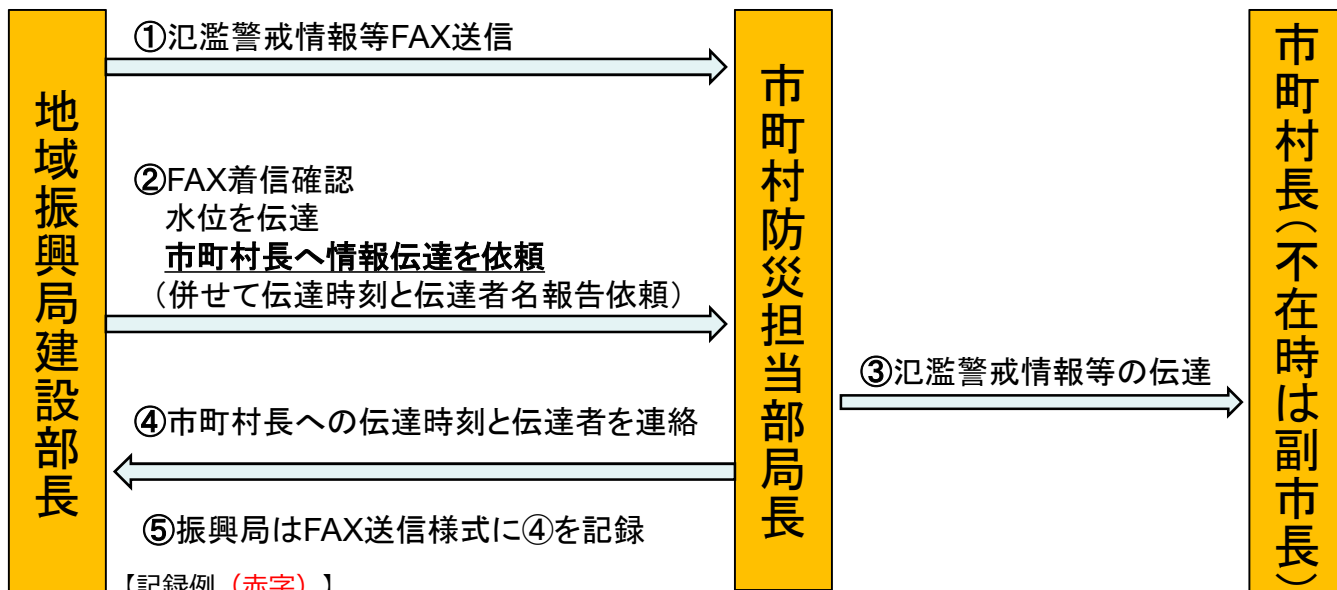 地域振興局建設部長
①氾濫警戒情報等FAX送信
②FAX着信確認
水位を伝達
市町村長へ情報伝達を依頼
（併せて伝達時刻と伝達者名報告依頼）
④市町村長への伝達時刻と伝達者を連絡
⑤振興局はFAX送信様式に④を記録
【記録例（赤字）】
市町村防災担当部局長
③氾濫警戒情報等の伝達
市町村長（不在時は副市長）